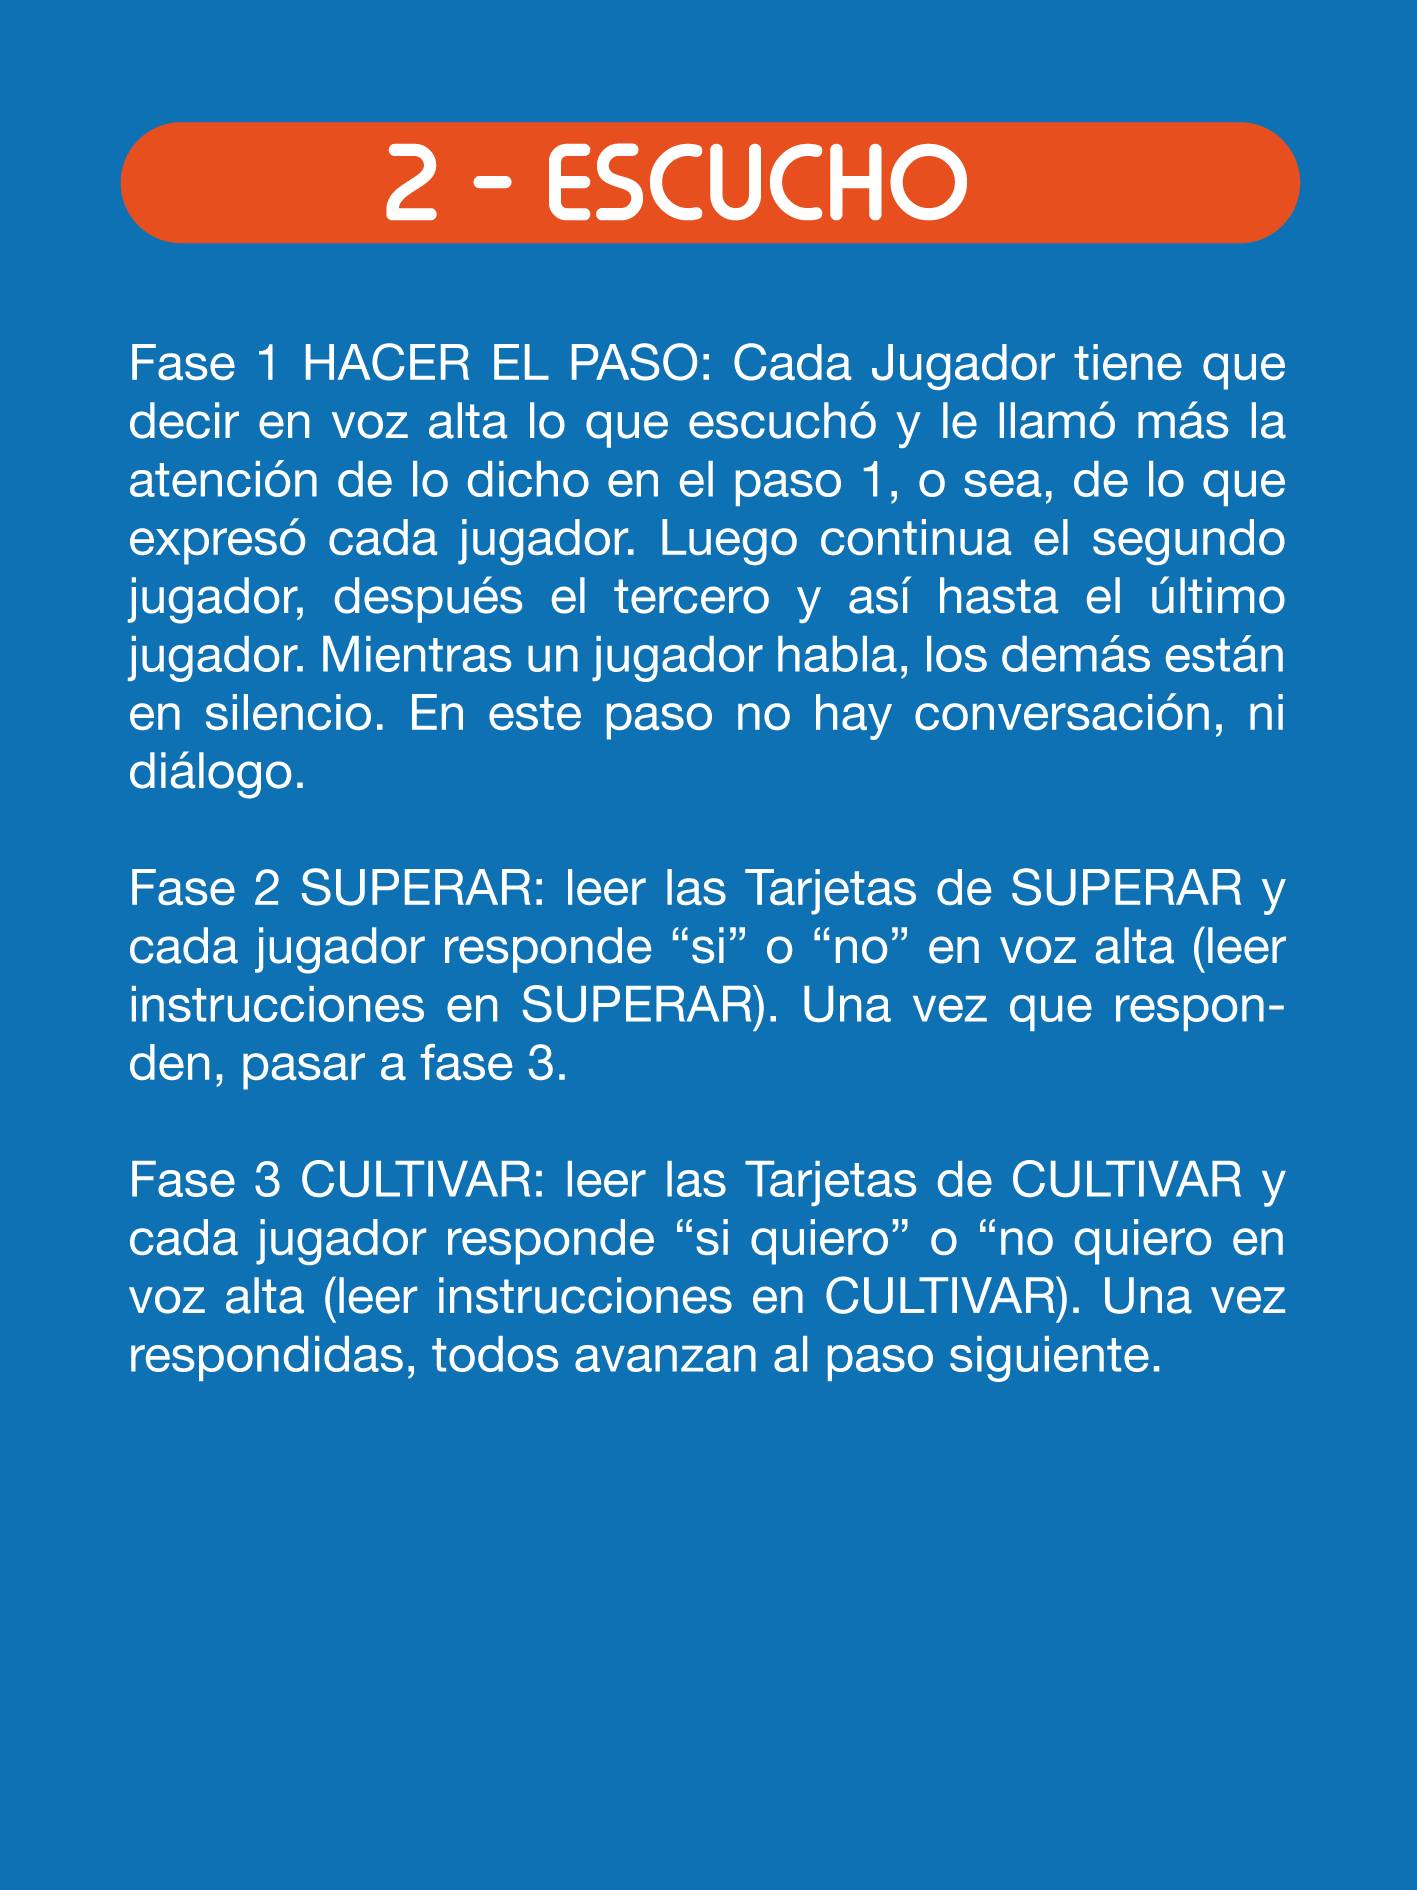 2 - ESCUCHO
Fase 1 HACER EL PASO: Cada Jugador tiene que
decir en voz alta lo que escuchó y le llamó más la
atención de lo dicho en el paso 1, o sea, de lo que
expresó cada jugador. Luego continua el segundo
jugador, después el tercero y así hasta el último
jugador. Mientras un jugador habla, los demás están
en silencio. En este paso no hay conversación, ni
diálogo.
Fase 2 SUPERAR: leer las Tarjetas de SUPERAR y
cada jugador responde “si” o “no” en voz alta (leer
instrucciones en SUPERAR). Una vez que respon-
den, pasar a fase 3.
Fase 3 CULTIVAR: leer las Tarjetas de CULTIVAR y
cada jugador responde “si quiero” o “no quiero en
voz alta (leer instrucciones en CULTIVAR). Una vez
respondidas, todos avanzan al paso siguiente.